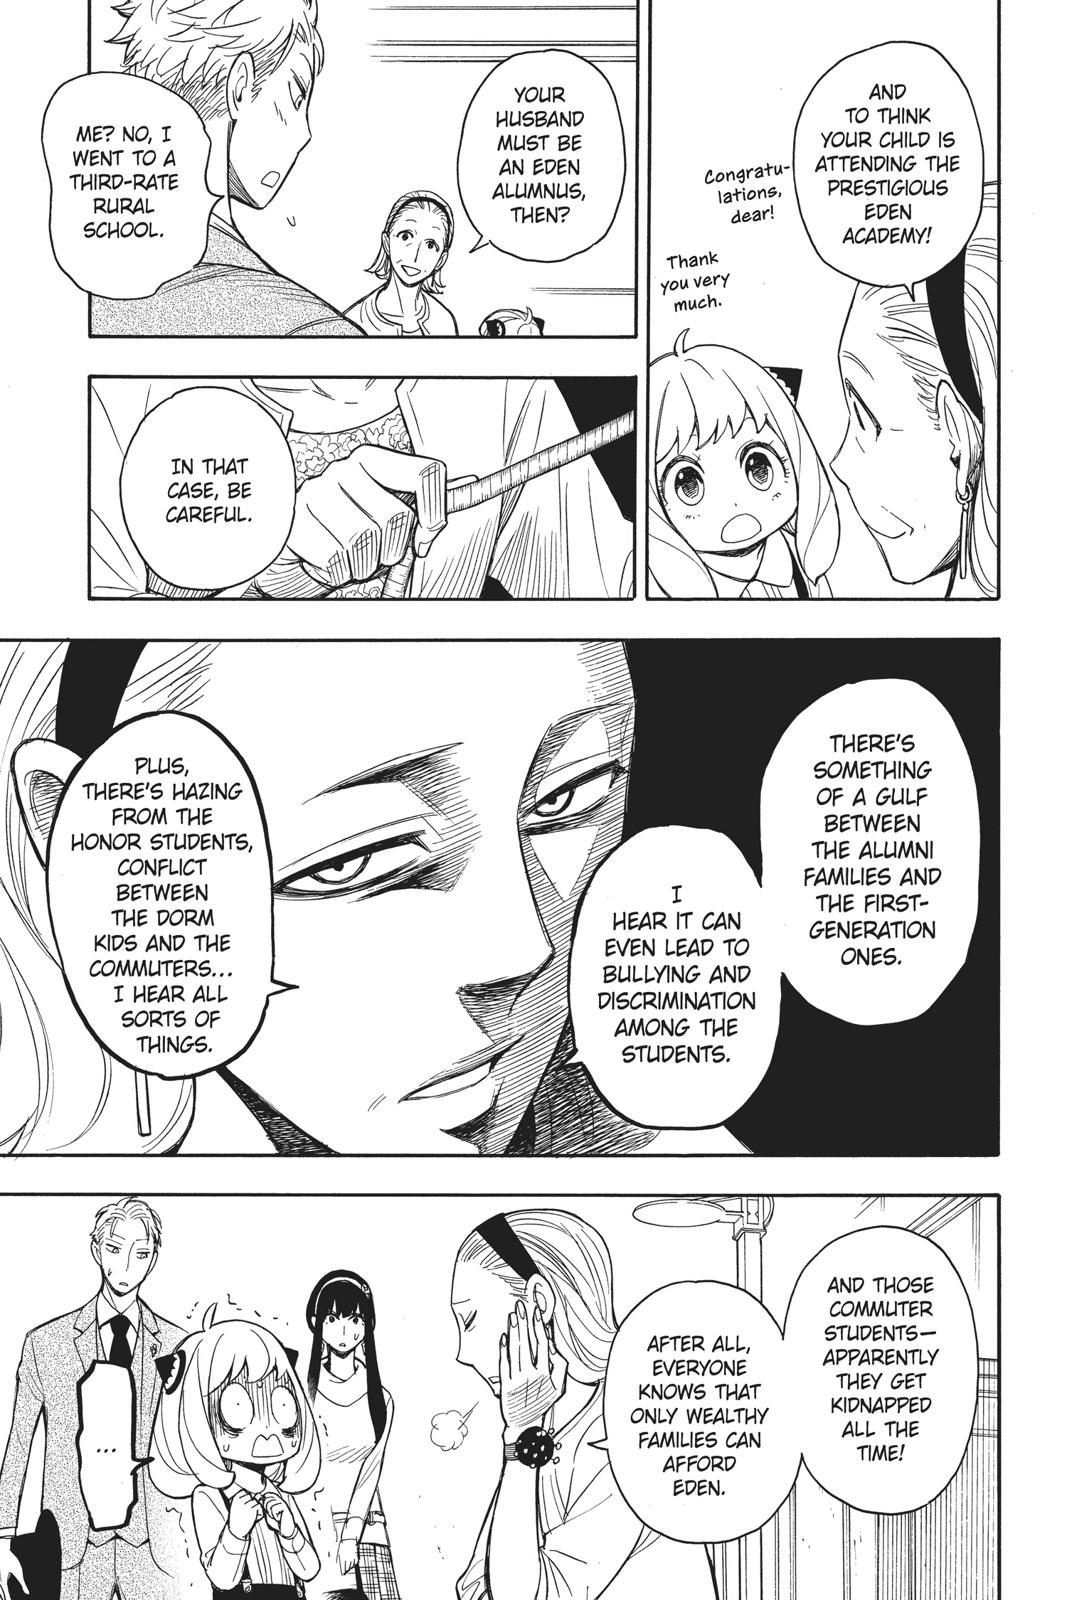 AND
TO THINK
YOUR CHILD IS
ATTENDING THE
PRESTIGIOUS
EDEN
ACADEMY!
Congratu-
lations,
dear!
Thank
you very
much.
YOUR
HUSBAND
MUST BE
AN EDEN
ALUMNUS,
THEN?
ME? NO, I
WENT TO A
THIRD-RATE
RURAL
SCHOOL.
IN THAT
CASE, BE
CAREFUL.
THERE'S
SOMETHING
OF A GULF
BETWEEN
THE ALUMNI
FAMILIES AND
THE FIRST-
GENERATION
ONES.
I
HEAR IT CAN
EVEN LEAD TO
BULLYING AND
DISCRIMINATION
AMONG THE
STUDENTS.
PLUS,
THERE'S HAZING
FROM THE
HONOR STUDENTS,
CONFLICT
BETWEEN
THE DORM
KIDS AND THE
COMMUTERS...
I HEAR ALL
SORTS OF
THINGS.
AND THOSE
COMMUTER
STUDENTS—
APPARENTLY
THEY GET
KIDNAPPED
ALL THE
TIME!
AFTER ALL,
EVERYONE
KNOWS THAT
ONLY WEALTHY
FAMILIES CAN
AFFORD
EDEN.
...